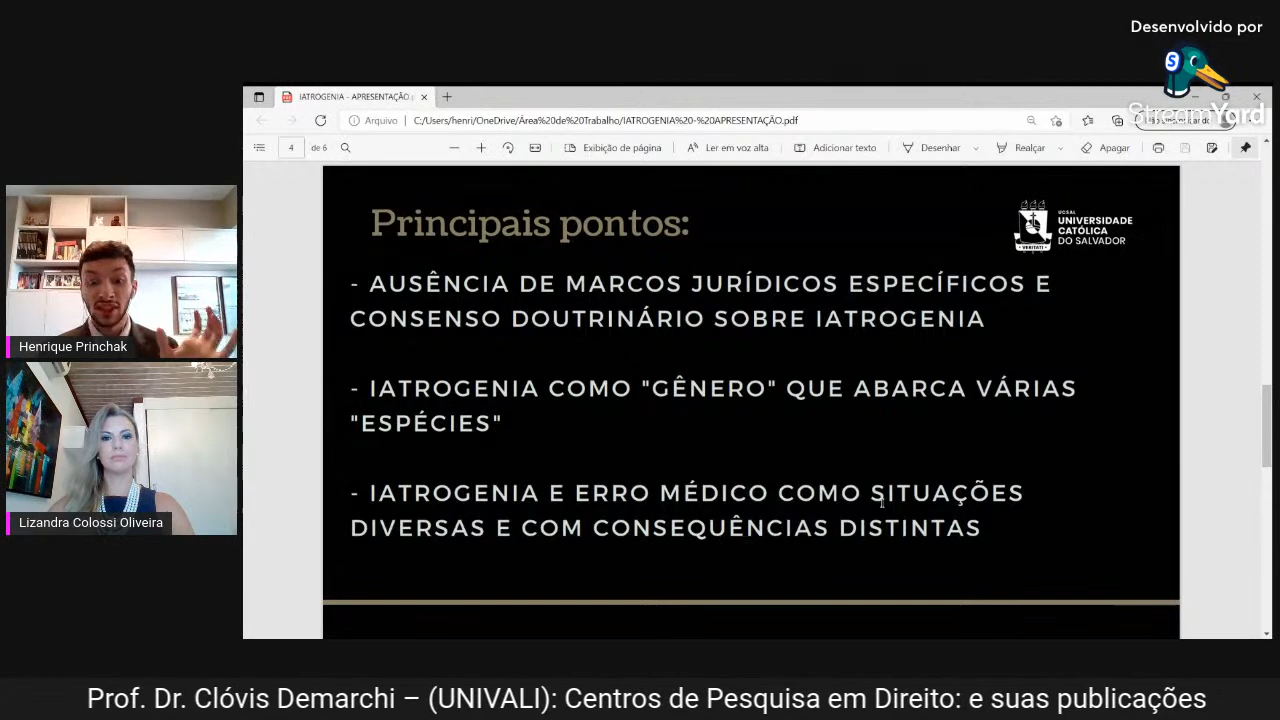 Desenvolvido por
StreamYard
IATROGENIA - APRESENTAÇÃO
Arquivo
C:/Users/henri/OneDrive/Área%20de%20Trabalho/IATROGENIA%20-%20APRESENTAÇÃO.pdf
4
de 6
Exibição de página
Ler em voz alta
Adicionar texto
Desenhar
Realçar
Apagar
Principais pontos:
UCSAL
UNIVERSIDADE
CATÓLICA
DO SALVADOR
VERITATI
- AUSÊNCIA DE MARCOS JURÍDICOS ESPECÍFICOS E
CONSENSO DOUTRINÁRIO SOBRE IATROGENIA
- IATROGENIA COMO "GÊNERO" QUE ABARCA VÁRIAS
"ESPÉCIES"
- IATROGENIA E ERRO MÉDICO COMO SITUAÇÕES
DIVERSAS E COM CONSEQUÊNCIAS DISTINTAS
Henrique Princhak
Lizandra Colossi Oliveira
Prof. Dr. Clóvis Demarchi – (UNIVALI): Centros de Pesquisa em Direito: e suas publicações